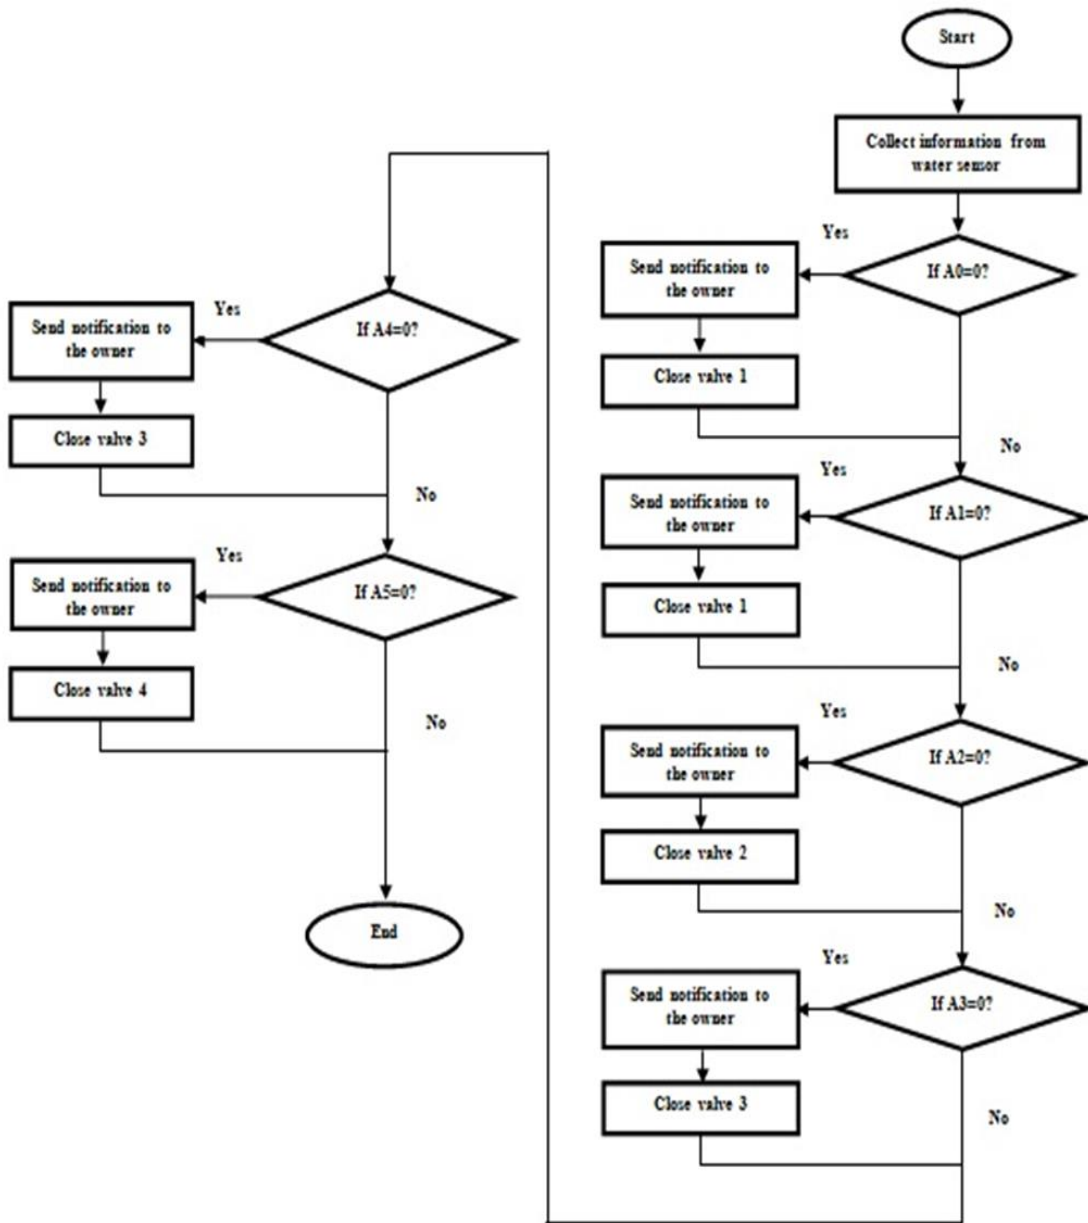 Start
Collect information from
water sensor
Yes
If A0=0?
Send notification to
the owner
Close valve 1
No
Yes
If A1=0?
Send notification to
the owner
Close valve 1
No
Yes
If A2=0?
Send notification to
the owner
Close valve 2
No
Yes
If A3=0?
Send notification to
the owner
Close valve 3
No
Yes
If A4=0?
Send notification to
the owner
Close valve 3
No
Yes
If A5=0?
Send notification to
the owner
Close valve 4
No
End